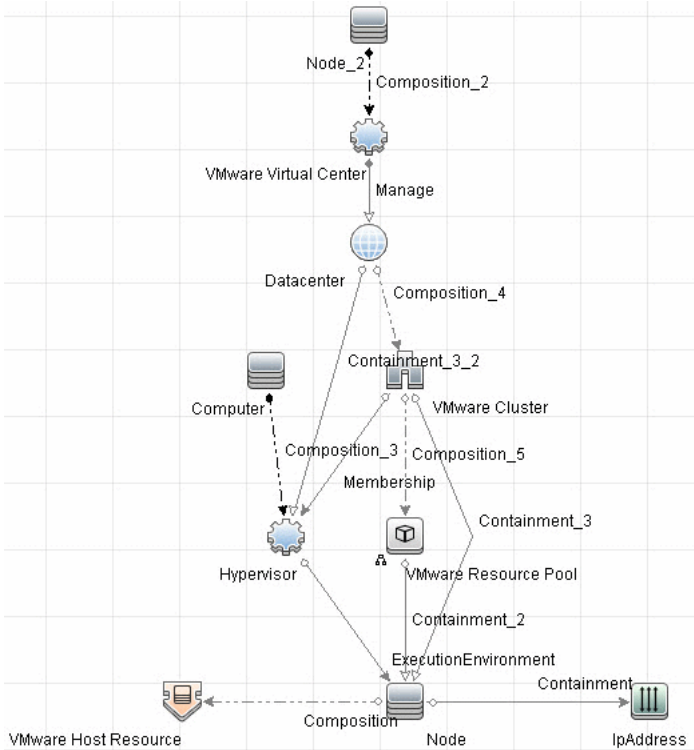 Node_2
Composition_2
VMware Virtual Center
Manage
Datacenter
Composition_4
Containment_3_2
Computer
VMware Cluster
Composition_3
Composition_5
Membership
Containment_3
Hypervisor
VMware Resource Pool
Containment_2
ExecutionEnvironment
Containment
Composition
VMware Host Resource
Node
IpAddress